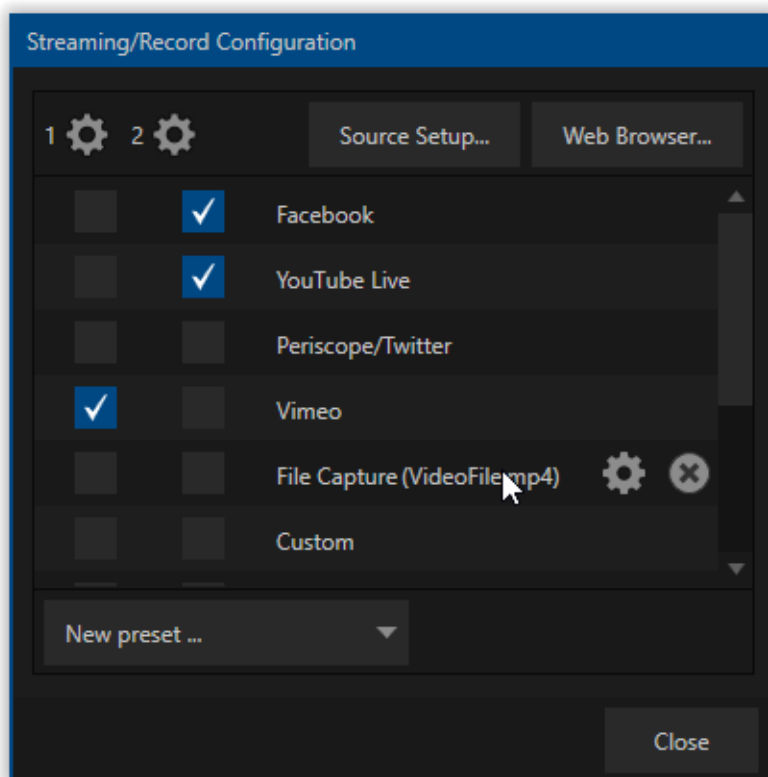 Streaming/Record Configuration
1 2 Source Setup... Web Browser...
Facebook
YouTube Live
Periscope/Twitter
Vimeo
File Capture (VideoFile.mp4)
Custom
New preset ...
Close